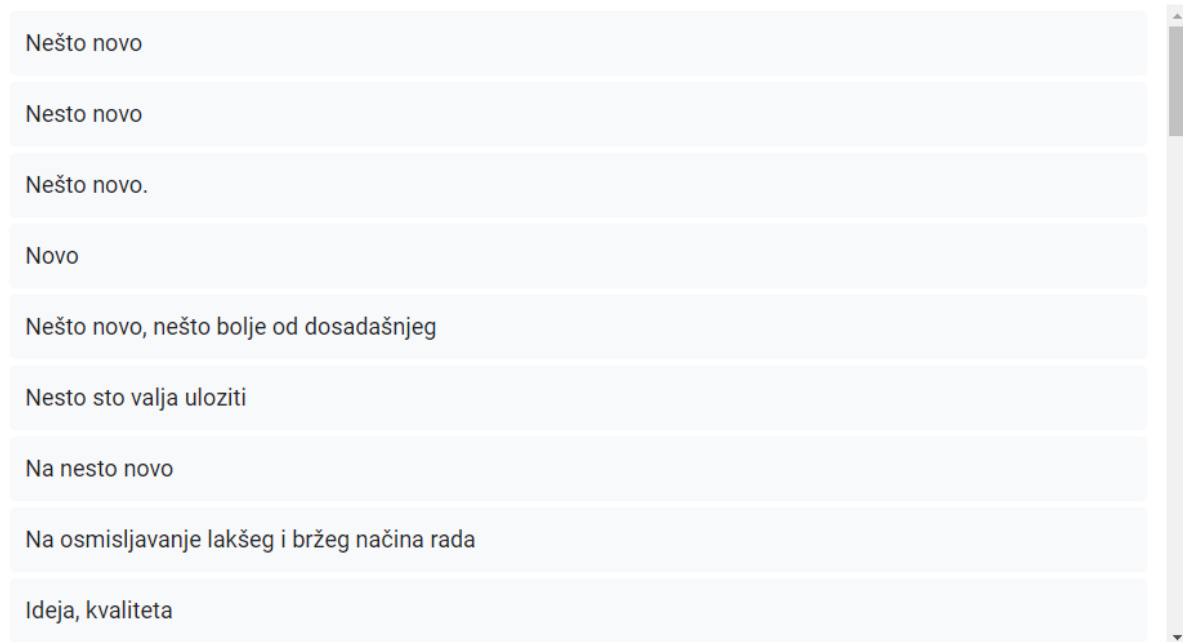 Nešto novo
Nesto novo
Nešto novo.
Novo
Nešto novo, nešto bolje od dosadašnjeg
Nesto sto valja uloziti
Na nesto novo
Na osmisljavanje lakšeg i bržeg načina rada
Ideja, kvaliteta